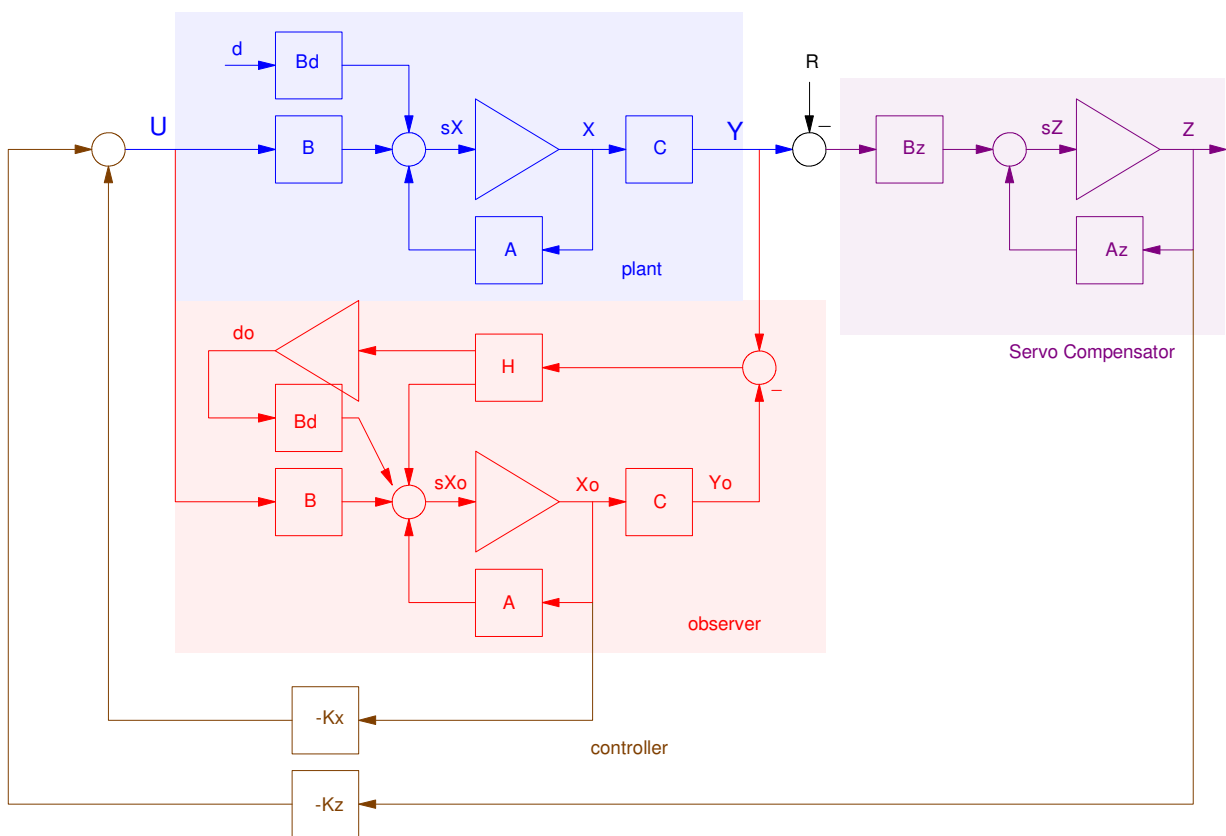 d
Bd
R
U
B
sX
X
C
Y
–
Bz
sZ
Z
A
Az
plant
do
H
Servo Compensator
–
Bd
B
sXo
Xo
C
Yo
A
observer
-Kx
controller
-Kz